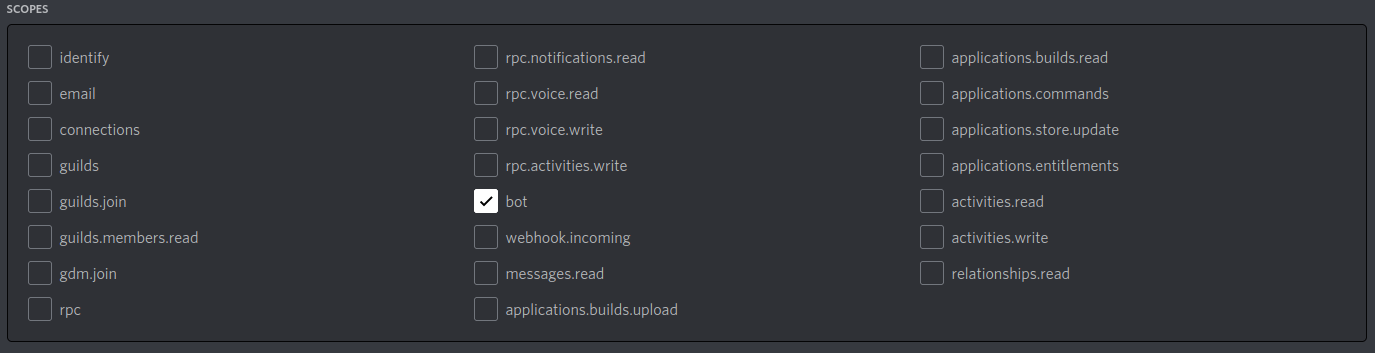 SCOPES
identify
email
connections
guilds
guilds.join
guilds.members.read
gdm.join
rpc
rpc.notifications.read
rpc.voice.read
rpc.voice.write
rpc.activities.write
bot
webhook.incoming
messages.read
applications.builds.upload
applications.builds.read
applications.commands
applications.store.update
applications.entitlements
activities.read
activities.write
relationships.read